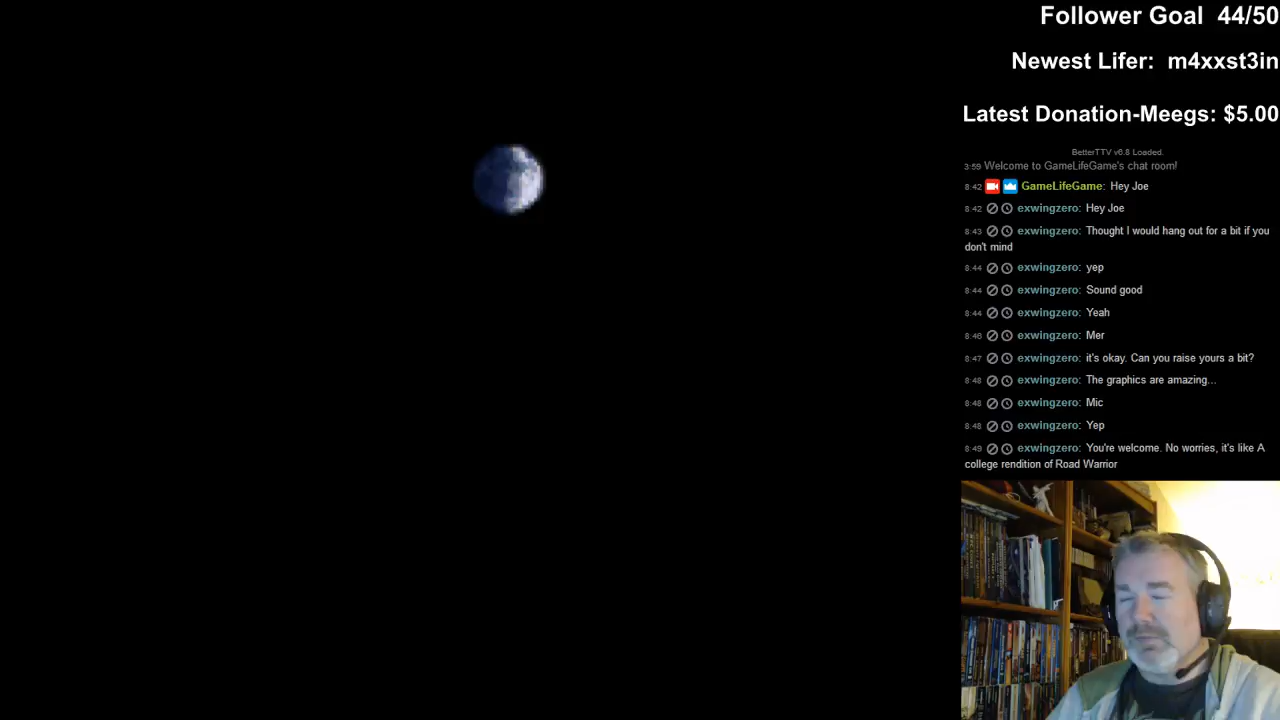 Follower Goal 44/50
Newest Lifer: m4xxst3in
Latest Donation-Meegs: $5.00
BetterTTV v6.8 Loaded.
3:59 Welcome to GameLifeGame's chat room!
8:42 GameLifeGame: Hey Joe
8:42 exwingzero: Hey Joe
8:43 exwingzero: Thought I would hang out for a bit if you
don't mind
8:44 exwingzero: yep
8:44 exwingzero: Sound good
8:44 exwingzero: Yeah
8:46 exwingzero: Mer
8:47 exwingzero: it's okay. Can you raise yours a bit?
8:48 exwingzero: The graphics are amazing...
8:48 exwingzero: Mic
8:48 exwingzero: Yep
8:49 exwingzero: You're welcome. No worries, it's like A
college rendition of Road Warrior